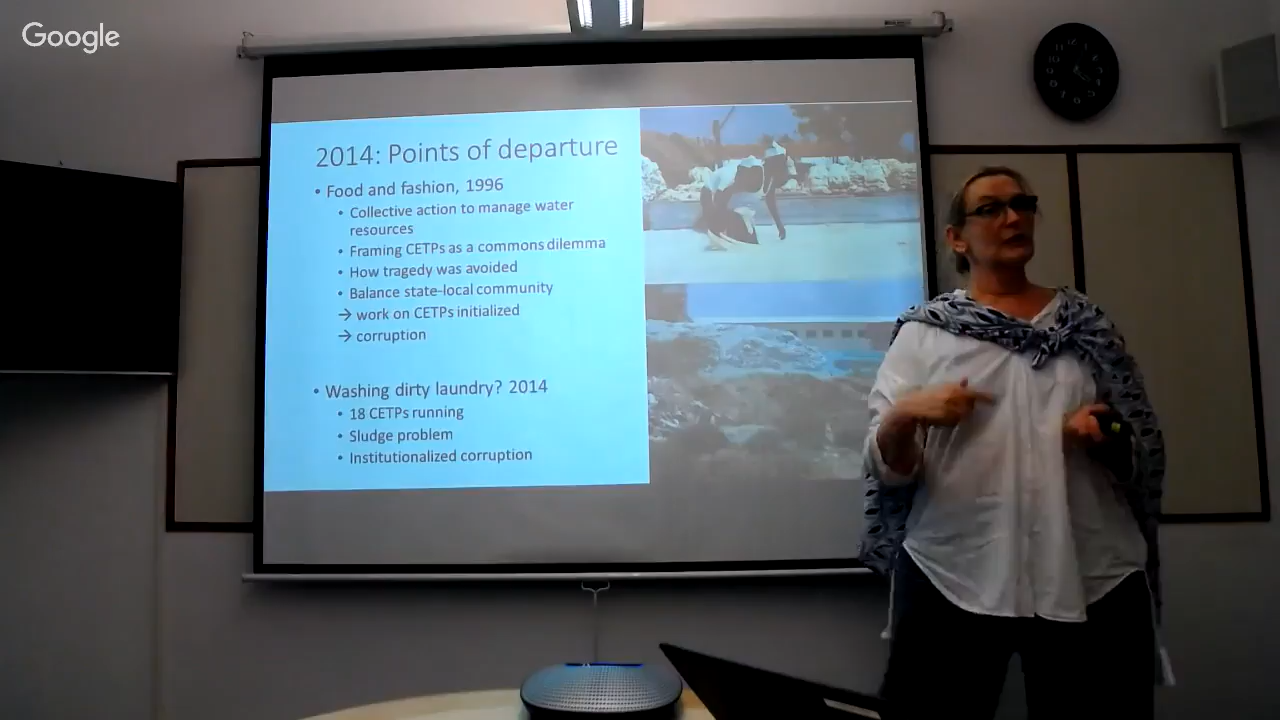 Google
2014: Points of departure
• Food and fashion, 1996
• Collective action to manage water
resources
• Framing CETPs as a commons dilemma
• How tragedy was avoided
• Balance state-local community
→ work on CETPs initialized
→ corruption
• Washing dirty laundry? 2014
• 18 CETPs running
• Sludge problem
• Institutionalized corruption